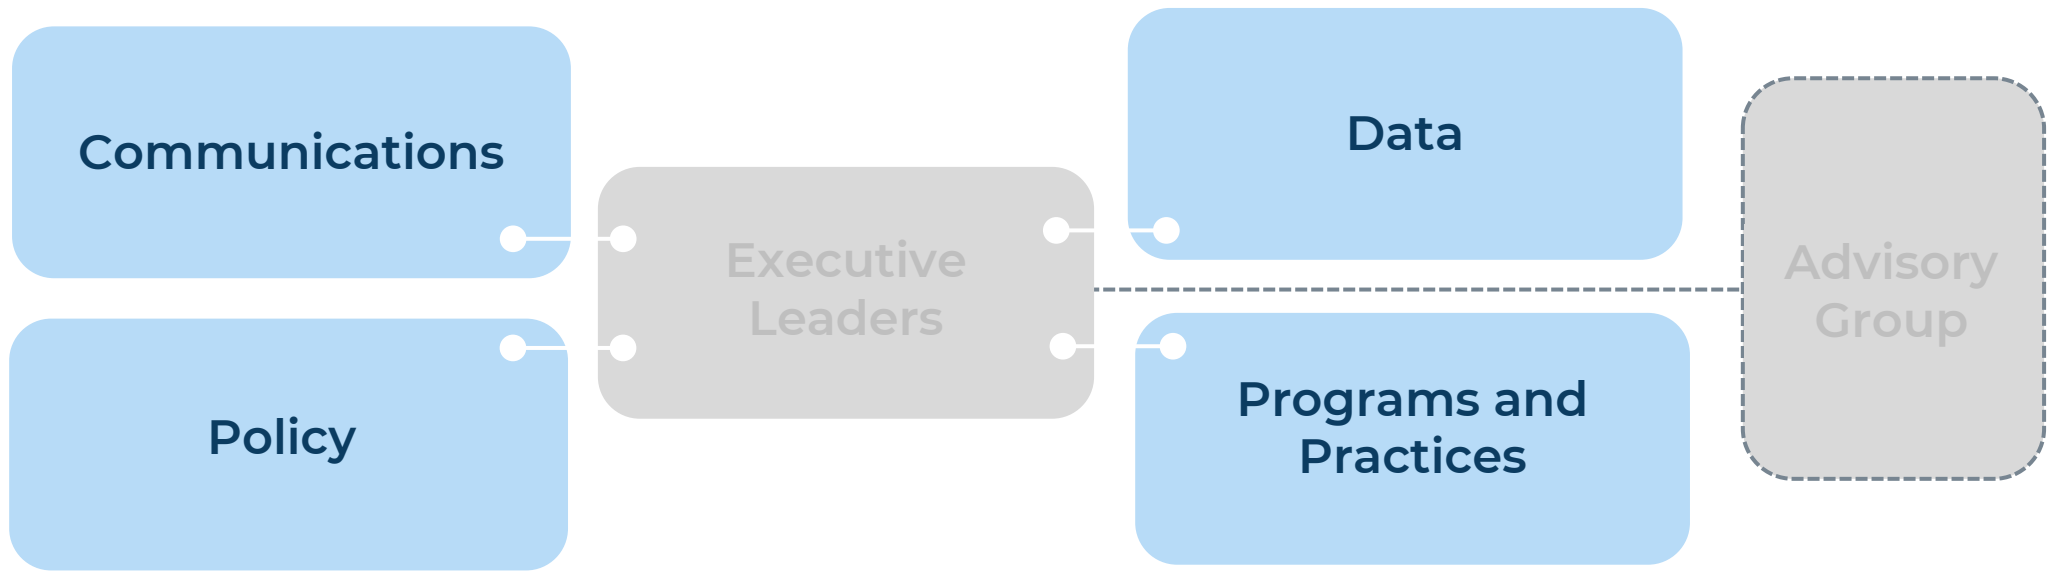 Communications
Policy
Executive
Leaders
Data
Programs and
Practices
Advisory
Group